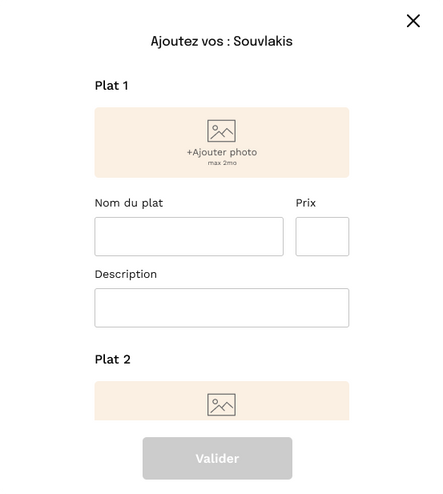 Ajoutez vos : Souvlakis
Plat 1
+Ajouter photo
max 2mo
Nom du plat
Prix
Description
Plat 2
Valider